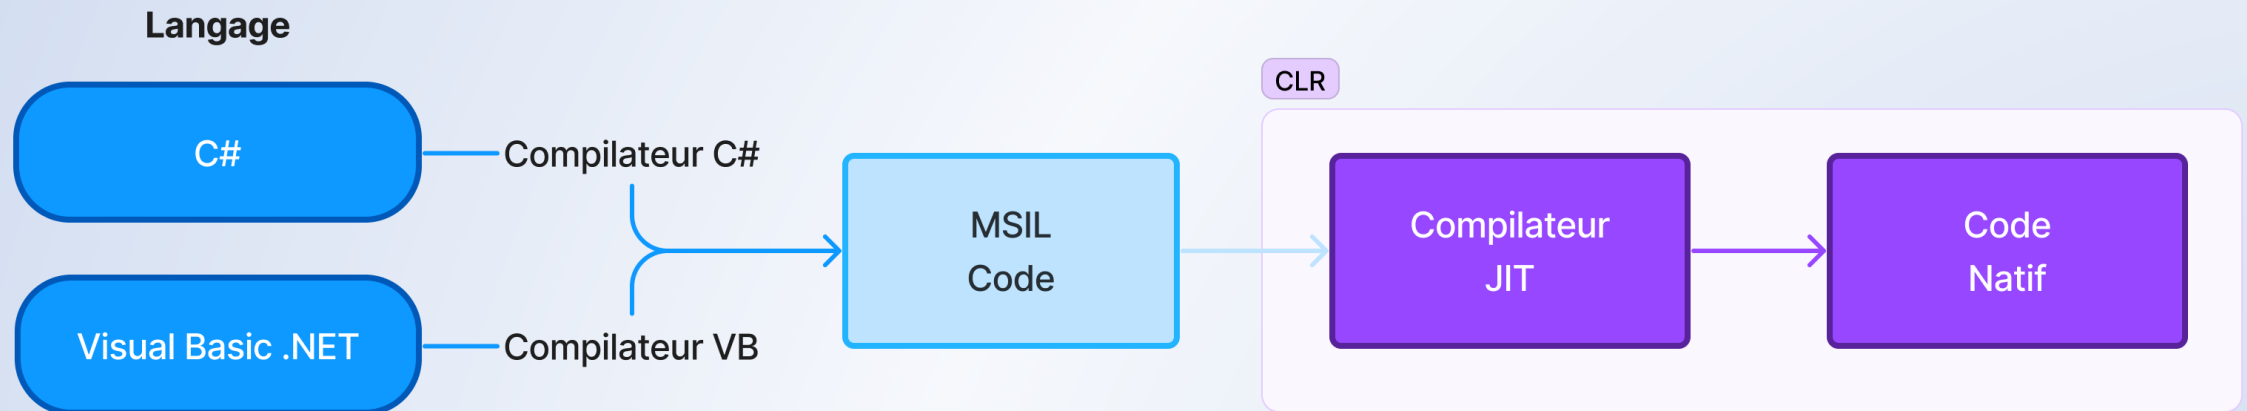 Langage
C#
Compilateur C#
Visual Basic .NET
Compilateur VB
MSIL
Code
CLR
Compilateur
JIT
Code
Natif